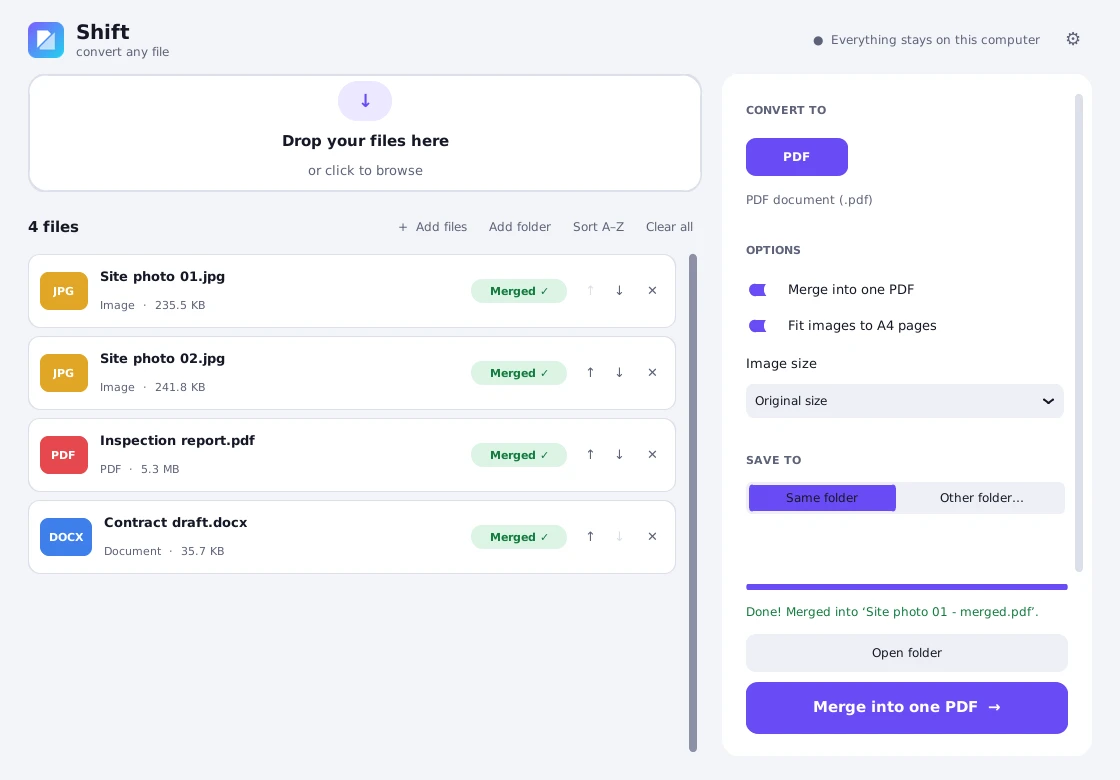 Shift
convert any file
● Everything stays on this computer ⚙
↓
Drop your files here
or click to browse
4 files
+ Add files
Add folder
Sort A–Z
Clear all
JPG
Site photo 01.jpg
Image · 235.5 KB
Merged ✓ ↑ ↓ ✕
JPG
Site photo 02.jpg
Image · 241.8 KB
Merged ✓ ↑ ↓ ✕
PDF
Inspection report.pdf
PDF · 5.3 MB
Merged ✓ ↑ ↓ ✕
DOCX
Contract draft.docx
Document · 35.7 KB
Merged ✓ ↑ ↓ ✕
CONVERT TO
PDF
PDF document (.pdf)
OPTIONS
Merge into one PDF
Fit images to A4 pages
Image size
Original size
SAVE TO
Same folder
Other folder…
Done! Merged into ‘Site photo 01 - merged.pdf’.
Open folder
Merge into one PDF →